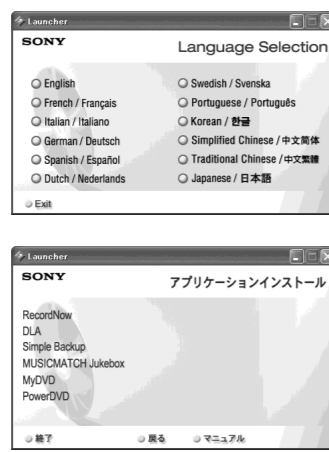 Launcher
SONY
Language Selection
English
Swedish / Svenska
French / Français
Portuguese / Português
Italian / Italiano
Korean / 한글
German / Deutsch
Simplified Chinese / 中文简体
Spanish / Español
Traditional Chinese / 中文繁體
Dutch / Nederlands
Japanese / 日本語
Exit
Launcher
SONY
アプリケーションインストール
RecordNow
DLA
Simple Backup
MUSICMATCH Jukebox
MyDVD
PowerDVD
終了 戻る マニュアル